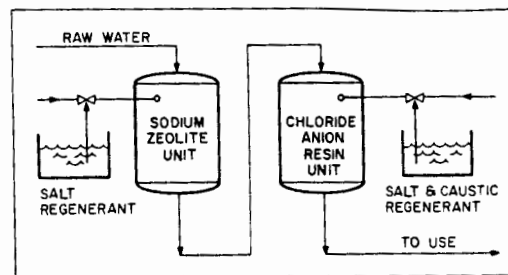 RAW WATER
SODIUM
ZEOLITE
UNIT
CHLORIDE
ANION
RESIN
UNIT
SALT
REGENERANT
SALT & CAUSTIC
REGENERANT
TO USE